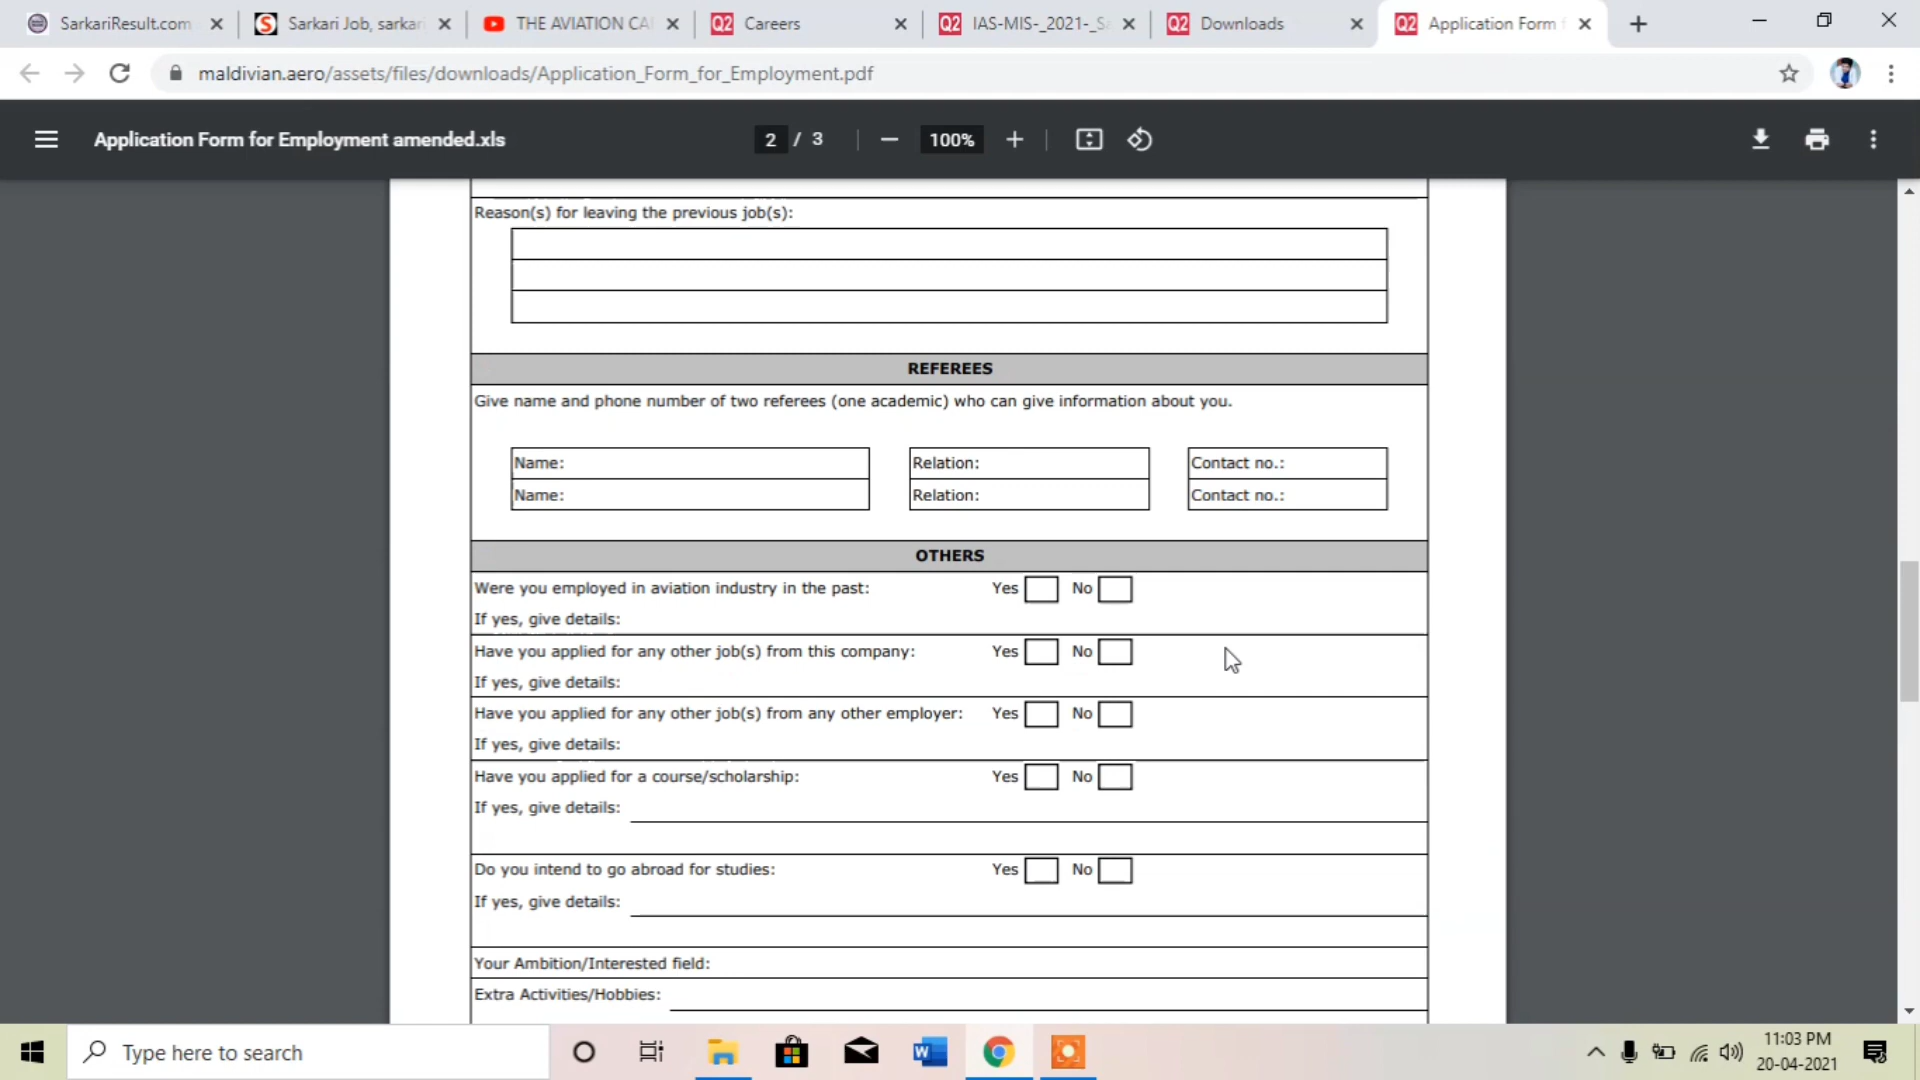 SarkariResult.com
Sarkari Job, sarkari
THE AVIATION CA
Q2 Careers
Q2 IAS-MIS-_2021-_S
Q2 Downloads
Q2 Application Form f
maldivian.aero/assets/files/downloads/Application_Form_for_Employment.pdf
Application Form for Employment amended.xls
2 / 3
100%
Reason(s) for leaving the previous job(s):
REFEREES
Give name and phone number of two referees (one academic) who can give information about you.
Name: Relation: Contact no.:
Name: Relation: Contact no.:
OTHERS
Were you employed in aviation industry in the past: Yes No
If yes, give details:
Have you applied for any other job(s) from this company: Yes No
If yes, give details:
Have you applied for any other job(s) from any other employer: Yes No
If yes, give details:
Have you applied for a course/scholarship: Yes No
If yes, give details:
Do you intend to go abroad for studies: Yes No
If yes, give details:
Your Ambition/Interested field:
Extra Activities/Hobbies:
Type here to search
11:03 PM
20-04-2021